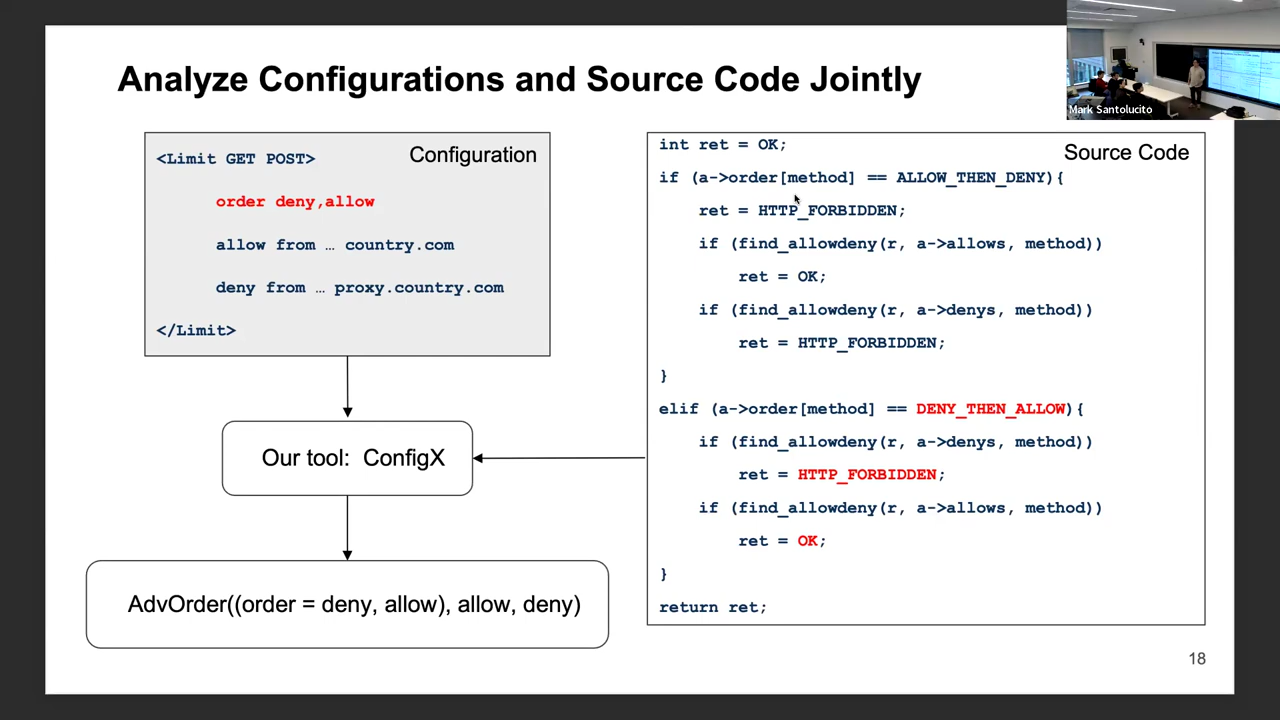 Analyze Configurations and Source Code Jointly
Mark Santolucito
<Limit GET POST>
Configuration
order deny,allow
allow from … country.com
deny from … proxy.country.com
</Limit>
Our tool: ConfigX
AdvOrder((order = deny, allow), allow, deny)
Source Code
int ret = OK;
if (a->order[method] == ALLOW_THEN_DENY){
ret = HTTP_FORBIDDEN;
if (find_allowdeny(r, a->allows, method))
ret = OK;
if (find_allowdeny(r, a->denys, method))
ret = HTTP_FORBIDDEN;
}
elif (a->order[method] == DENY_THEN_ALLOW){
if (find_allowdeny(r, a->denys, method))
ret = HTTP_FORBIDDEN;
if (find_allowdeny(r, a->allows, method))
ret = OK;
}
return ret;
18